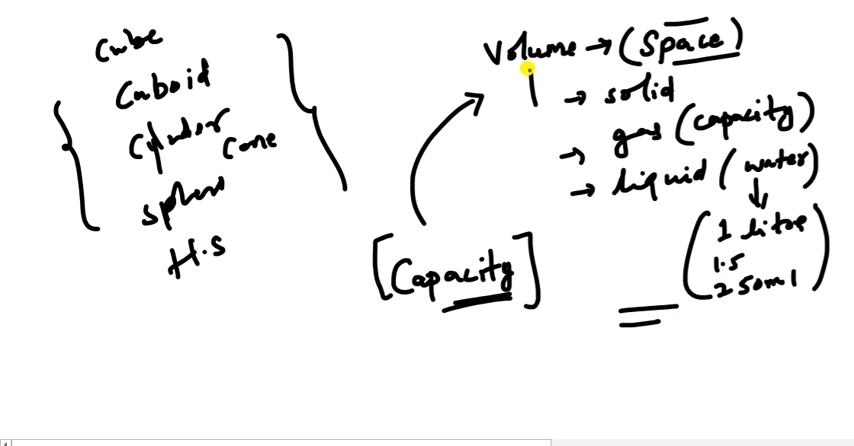 Cube
Cuboid
Cylinder
Cone
Sphere
H.S
Volume → (Space)
→ solid
→ gas (capacity)
→ liquid (water)
1 litre
1.5
250ml
[Capacity]